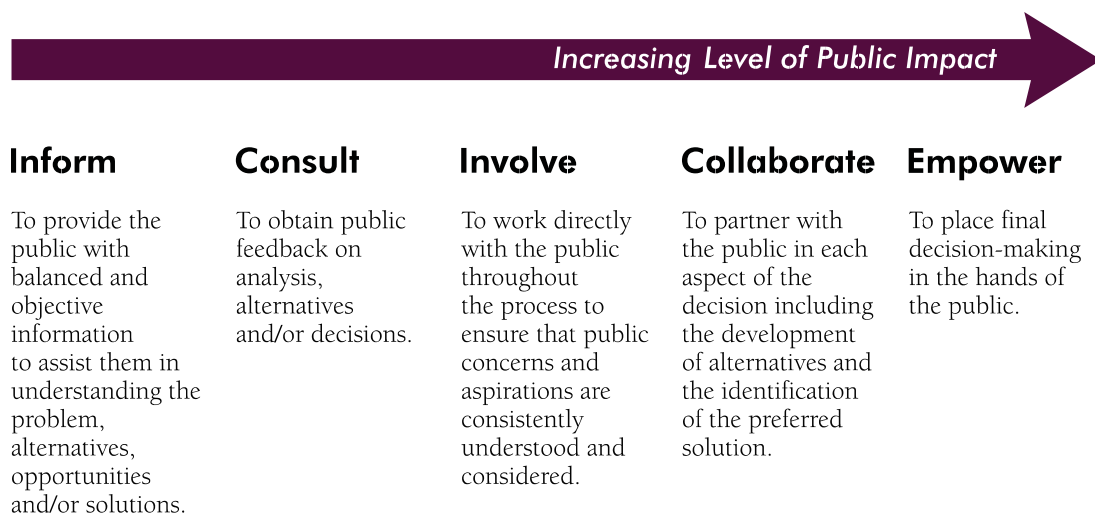 Increasing Level of Public Impact
Inform
To provide the
public with
balanced and
objective
information
to assist them in
understanding the
problem,
alternatives,
opportunities
and/or solutions.
Consult
To obtain public
feedback on
analysis,
alternatives
and/or decisions.
Involve
To work directly
with the public
throughout
the process to
ensure that public
concerns and
aspirations are
consistently
understood and
considered.
Collaborate
To partner with
the public in each
aspect of the
decision including
the development
of alternatives and
the identification
of the preferred
solution.
Empower
To place final
decision-making
in the hands of
the public.